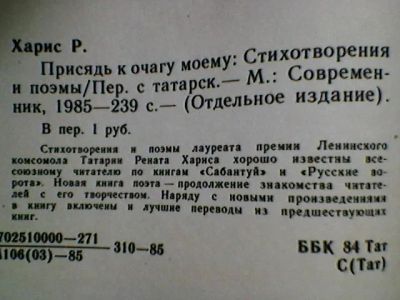 Харис Р.
Присядь к очагу моему: Стихотворения
и поэмы/Пер. с татарск.— М.: Современ-
ник, 1985—239 с.— (Отдельное издание).
В пер. 1 руб.
Стихотворения и поэмы лауреата премии Ленинского
комсомола Татарии Рената Хариса хорошо известны все-
союзному читателю по книгам «Сабантуй» и «Русские во-
рота». Новая книга поэта — продолжение знакомства читате-
лей с его творчеством. Наряду с новыми произведениями
в книгу включены и лучшие переводы из предшествующих
книг.
702510000—271
106(03)—85
310—85
ББК 84 Тат
С(Тат)